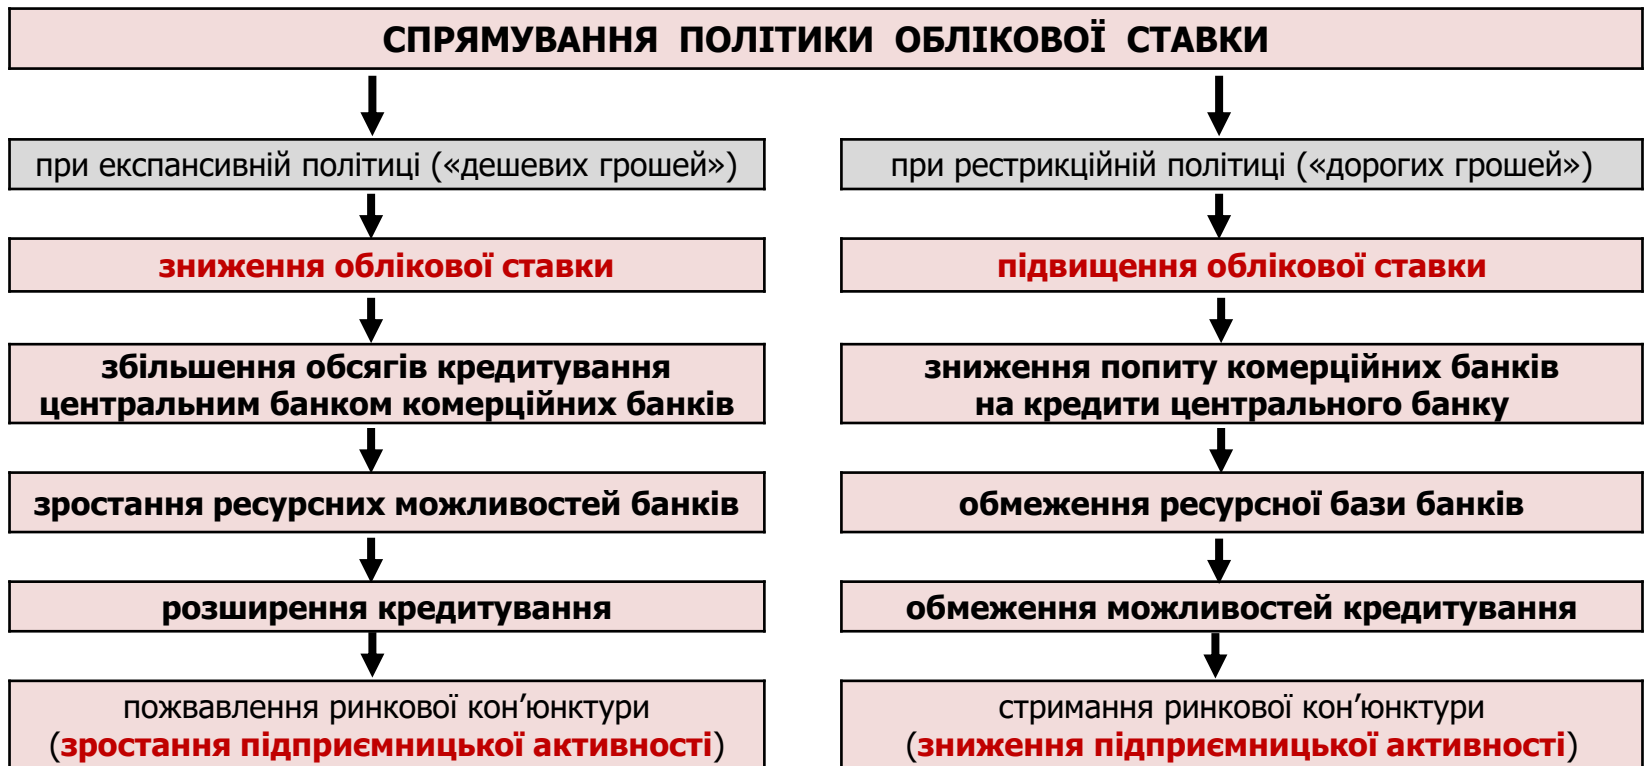 СПРЯМУВАННЯ ПОЛІТИКИ ОБЛІКОВОЇ СТАВКИ
при експансивній політиці («дешевих грошей»)
зниження облікової ставки
збільшення обсягів кредитування
центральним банком комерційних банків
зростання ресурсних можливостей банків
розширення кредитування
пожвавлення ринкової кон’юнктури
(зростання підприємницької активності)
при рестрикційній політиці («дорогих грошей»)
підвищення облікової ставки
зниження попиту комерційних банків
на кредити центрального банку
обмеження ресурсної бази банків
обмеження можливостей кредитування
стримання ринкової кон’юнктури
(зниження підприємницької активності)